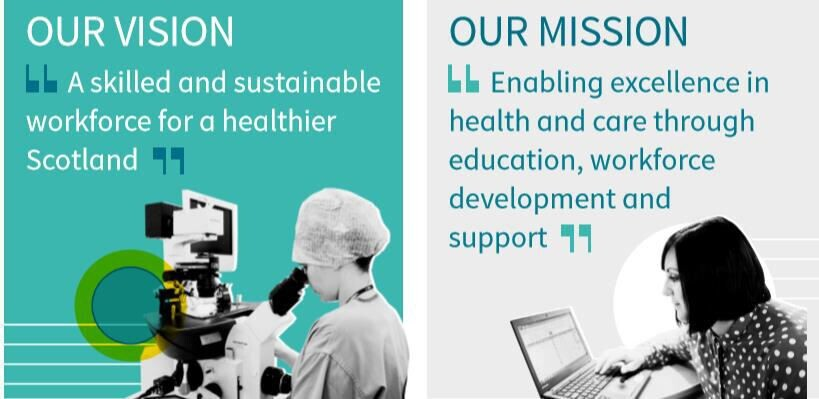 OUR VISION
“ A skilled and sustainable
workforce for a healthier
Scotland ”
OUR MISSION
“ Enabling excellence in
health and care through
education, workforce
development and
support ”